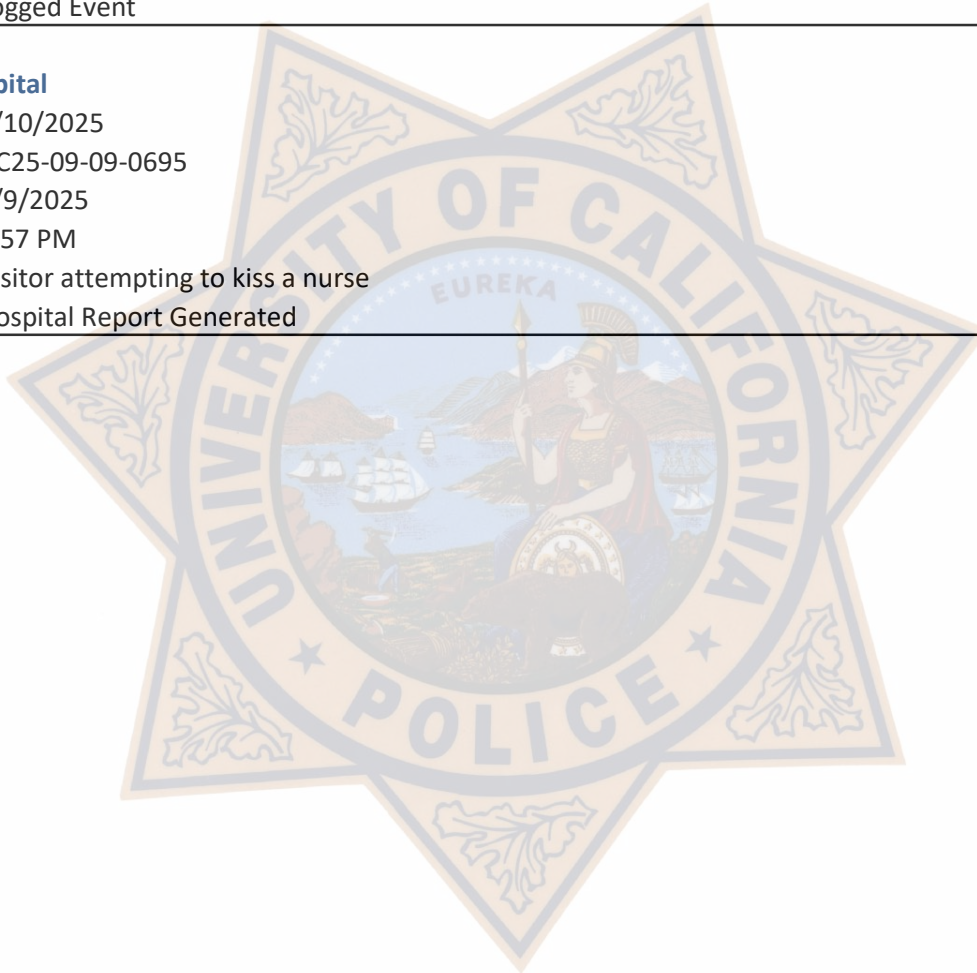 ogged Event
pital
/10/2025
C25-09-09-0695
/9/2025
57 PM
sitor attempting to kiss a nurse
ospital Report Generated
UNIVERSITY OF CALIFORNIA
EUREKA
POLICE